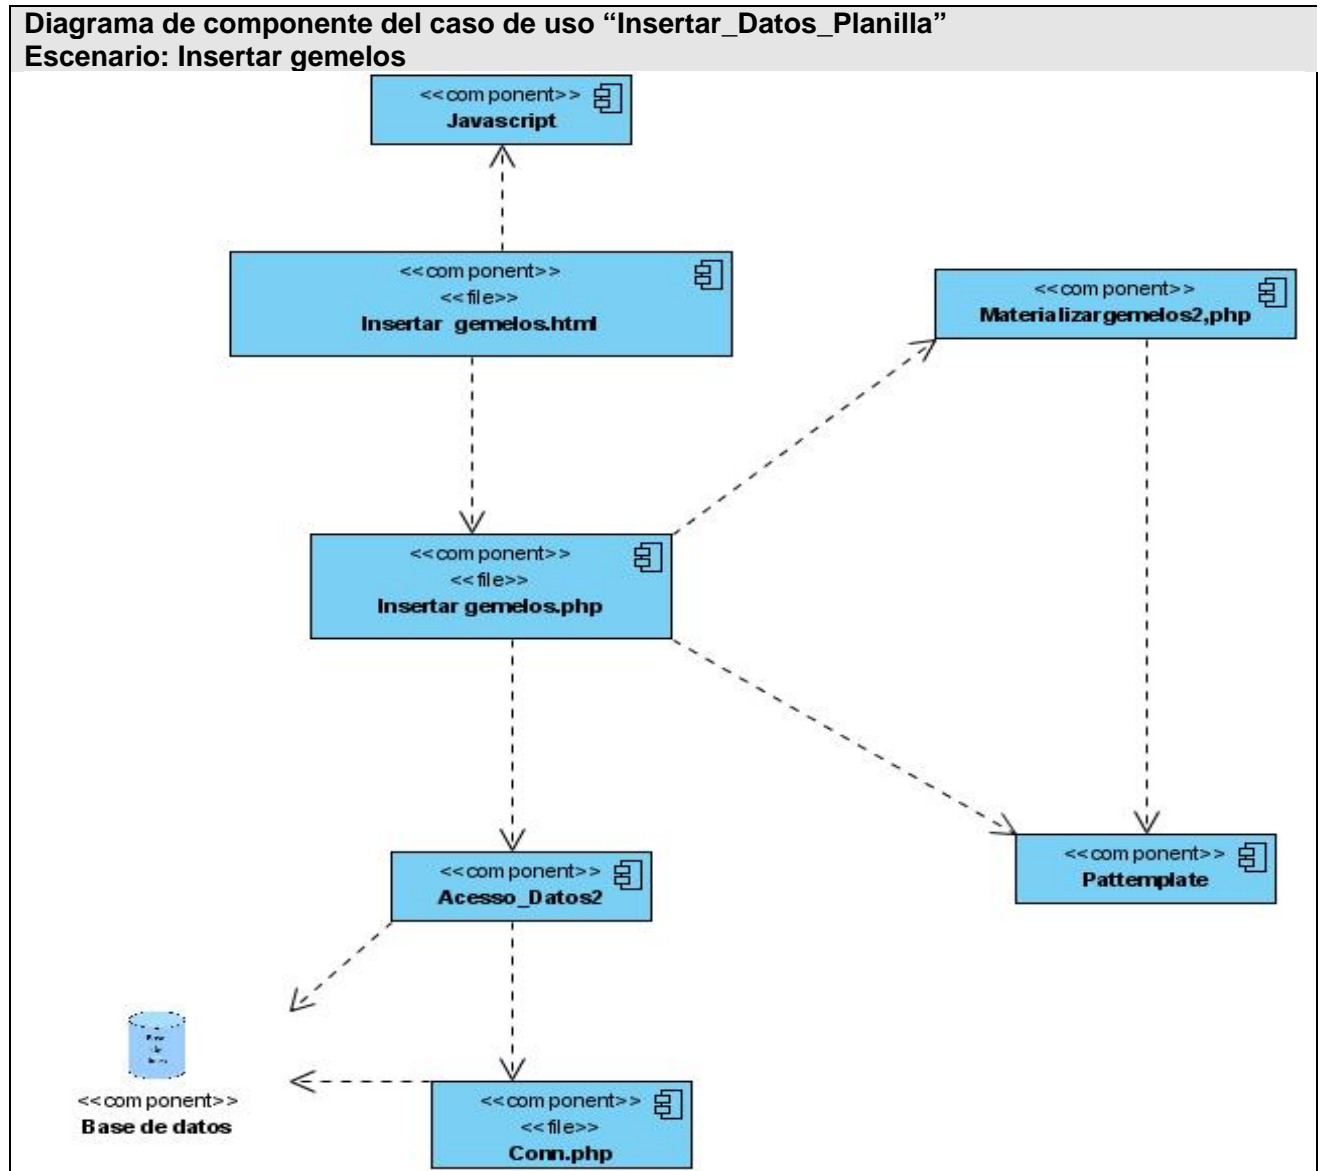 Diagrama de componente del caso de uso “Insertar_Datos_Planilla”
Escenario: Insertar gemelos
<<component>>
Javascript
<<component>>
<<file>>
Insertar gemelos.html
<<component>>
Materializargemelos2,php
<<component>>
<<file>>
Insertar gemelos.php
<<component>>
Acesso_Datos2
<<component>>
Pattemplate
<<component>>
Base de datos
<<component>>
<<file>>
Conn.php